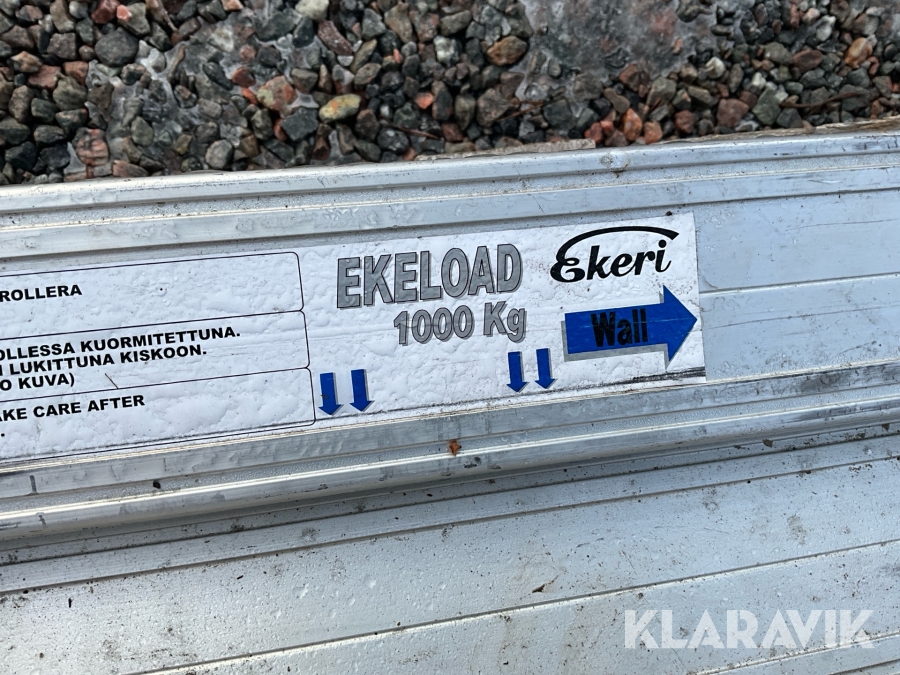 ROLLERA
OLLESSA KUORMITETTUNA.
LUKITTUNA KISKOON.
O KUVA)
AKE CARE AFTER
EKELOAD
1000 Kg
Ekeri
Wall
KLARAVIK